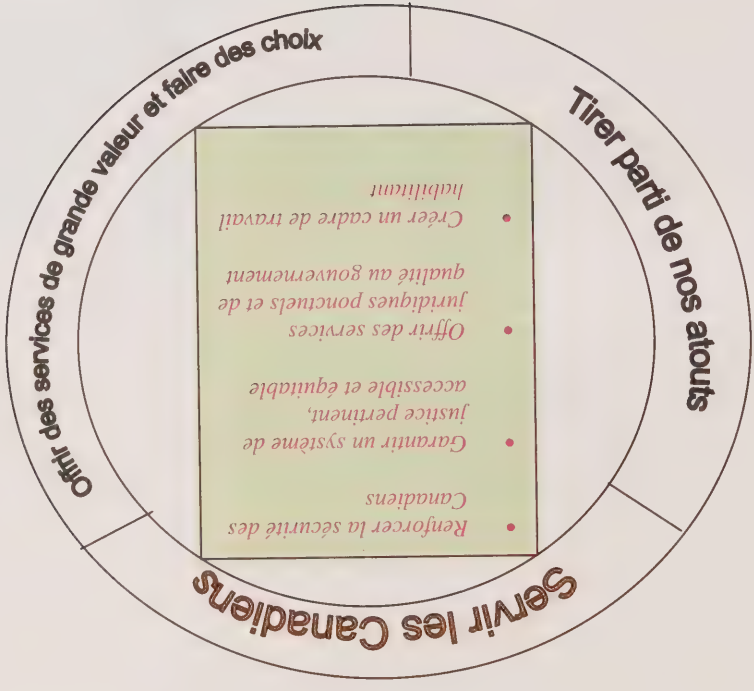 Servir les Canadiens
Offrir des services de grande valeur et faire des choix
Tirer parti de nos atouts
• Renforcer la sécurité des
Canadiens
• Garantir un système de
justice pertinent,
accessible et équitable
• Offrir des services
juridiques ponctuels et de
qualité au gouvernement
• Créer un cadre de travail
habilitant